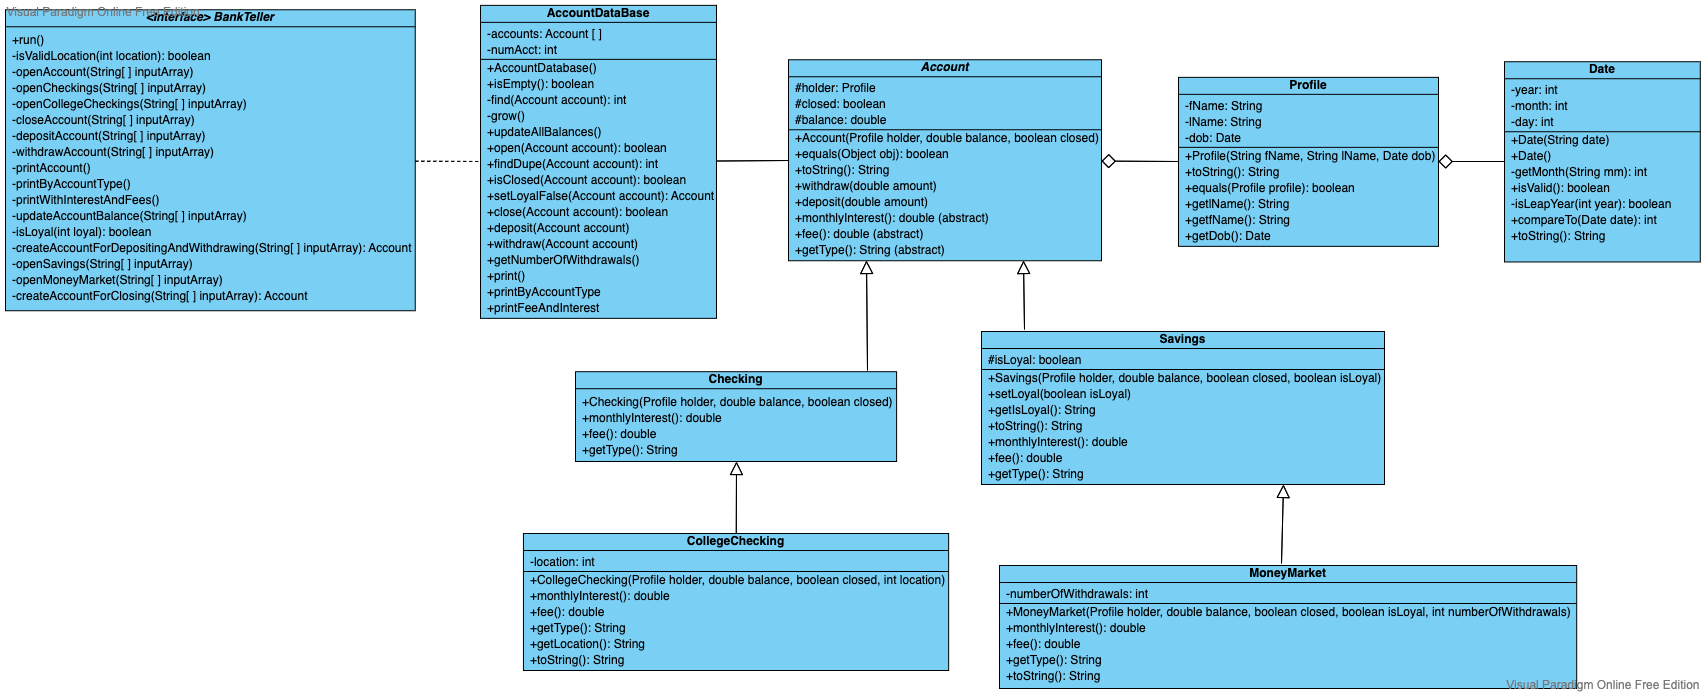 Visual Paradigm Online Free Edition
<interface> BankTeller
+run()
-isValidLocation(int location): boolean
-openAccount(String[ ] inputArray)
-openCheckings(String[ ] inputArray)
-openCollegeCheckings(String[ ] inputArray)
-closeAccount(String[ ] inputArray)
-depositAccount(String[ ] inputArray)
-withdrawAccount(String[ ] inputArray)
-printAccount()
-printByAccountType()
-printWithInterestAndFees()
-updateAccountBalance(String[ ] inputArray)
-isLoyal(int loyal): boolean
-createAccountForDepositingAndWithdrawing(String[ ] inputArray): Account
-openSavings(String[ ] inputArray)
-openMoneyMarket(String[ ] inputArray)
-createAccountForClosing(String[ ] inputArray): Account
AccountDataBase
-accounts: Account [ ]
-numAcct: int
+AccountDatabase()
+isEmpty(): boolean
-find(Account account): int
-grow()
+updateAllBalances()
+open(Account account): boolean
+findDupe(Account account): int
+isClosed(Account account): boolean
+setLoyalFalse(Account account): Account
+close(Account account): boolean
+deposit(Account account)
+withdraw(Account account)
+getNumberOfWithdrawals()
+print()
+printByAccountType
+printFeeAndInterest
Account
#holder: Profile
#closed: boolean
#balance: double
+Account(Profile holder, double balance, boolean closed)
+equals(Object obj): boolean
+toString(): String
+withdraw(double amount)
+deposit(double amount)
+monthlyInterest(): double (abstract)
+fee(): double (abstract)
+getType(): String (abstract)
Profile
-fName: String
-lName: String
-dob: Date
+Profile(String fName, String lName, Date dob)
+toString(): String
+equals(Profile profile): boolean
+getlName(): String
+getfName(): String
+getDob(): Date
Date
-year: int
-month: int
-day: int
+Date(String date)
+Date()
-getMonth(String mm): int
+isValid(): boolean
-isLeapYear(int year): boolean
+compareTo(Date date): int
+toString(): String
Checking
+Checking(Profile holder, double balance, boolean closed)
+monthlyInterest(): double
+fee(): double
+getType(): String
Savings
#isLoyal: boolean
+Savings(Profile holder, double balance, boolean closed, boolean isLoyal)
+setLoyal(boolean isLoyal)
+getIsLoyal(): String
+toString(): String
+monthlyInterest(): double
+fee(): double
+getType(): String
CollegeChecking
-location: int
+CollegeChecking(Profile holder, double balance, boolean closed, int location)
+monthlyInterest(): double
+fee(): double
+getType(): String
+getLocation(): String
+toString(): String
MoneyMarket
-numberOfWithdrawals: int
+MoneyMarket(Profile holder, double balance, boolean closed, boolean isLoyal, int numberOfWithdrawals)
+monthlyInterest(): double
+fee(): double
+getType(): String
+toString(): String
Visual Paradigm Online Free Edition